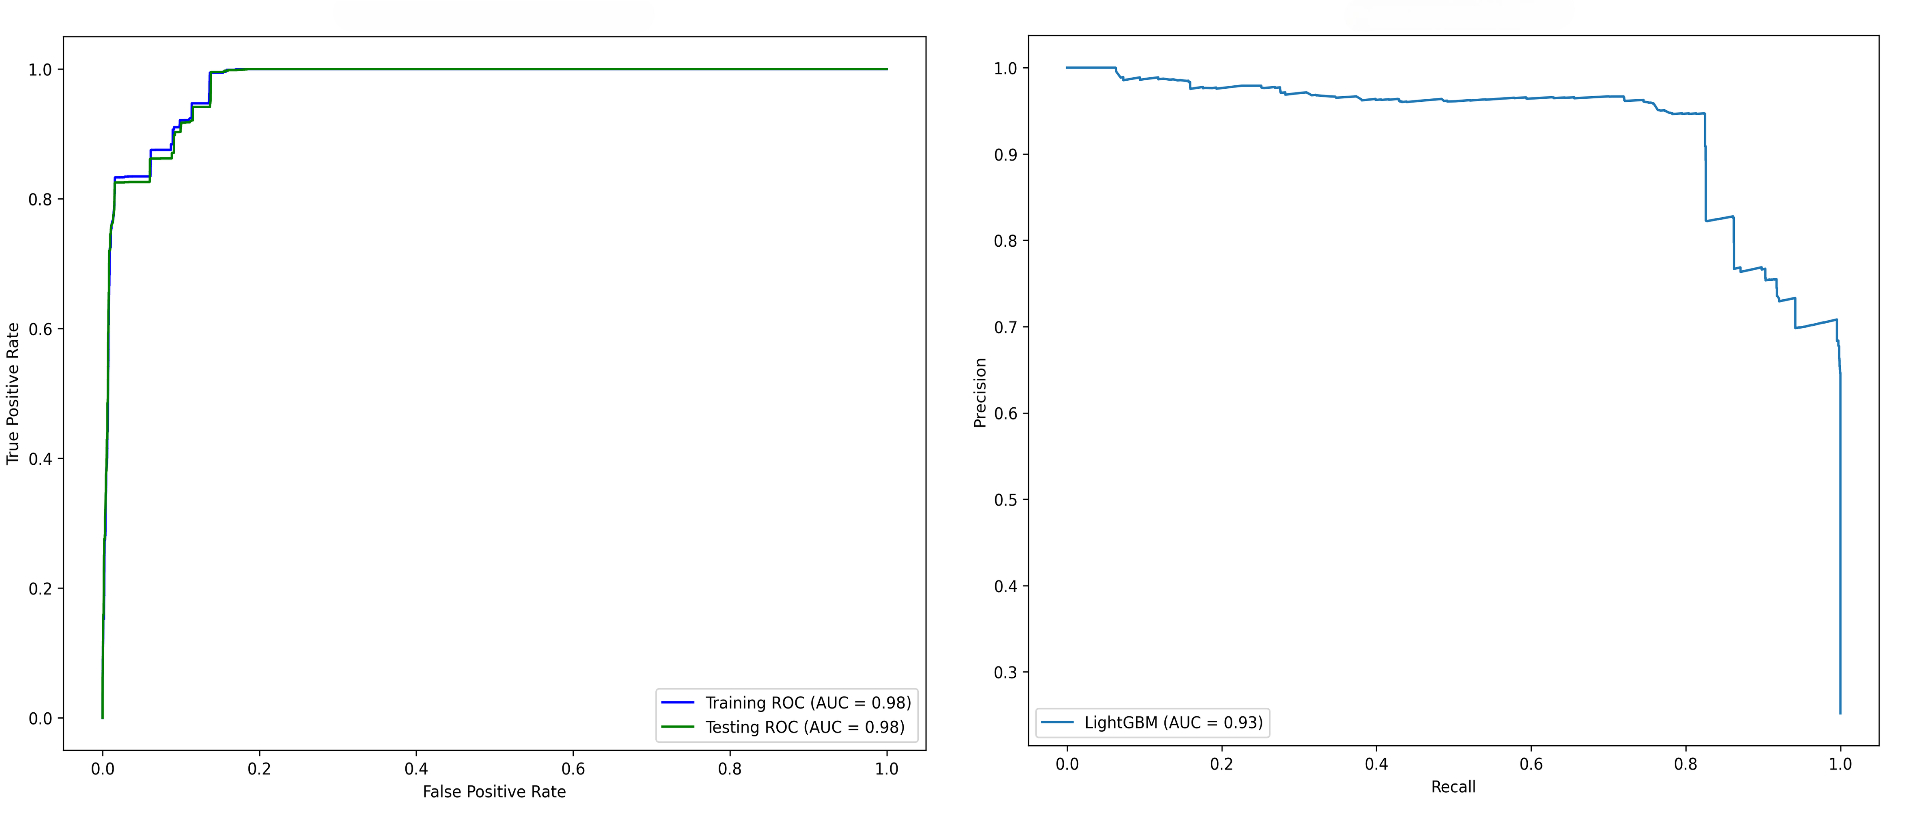 1.0
0.8
0.6
0.4
0.2
0.0
True Positive Rate
0.0 0.2 0.4 0.6 0.8 1.0
False Positive Rate
Training ROC (AUC = 0.98)
Testing ROC (AUC = 0.98)
1.0
0.9
0.8
0.7
0.6
0.5
0.4
0.3
Precision
0.0 0.2 0.4 0.6 0.8 1.0
Recall
LightGBM (AUC = 0.93)